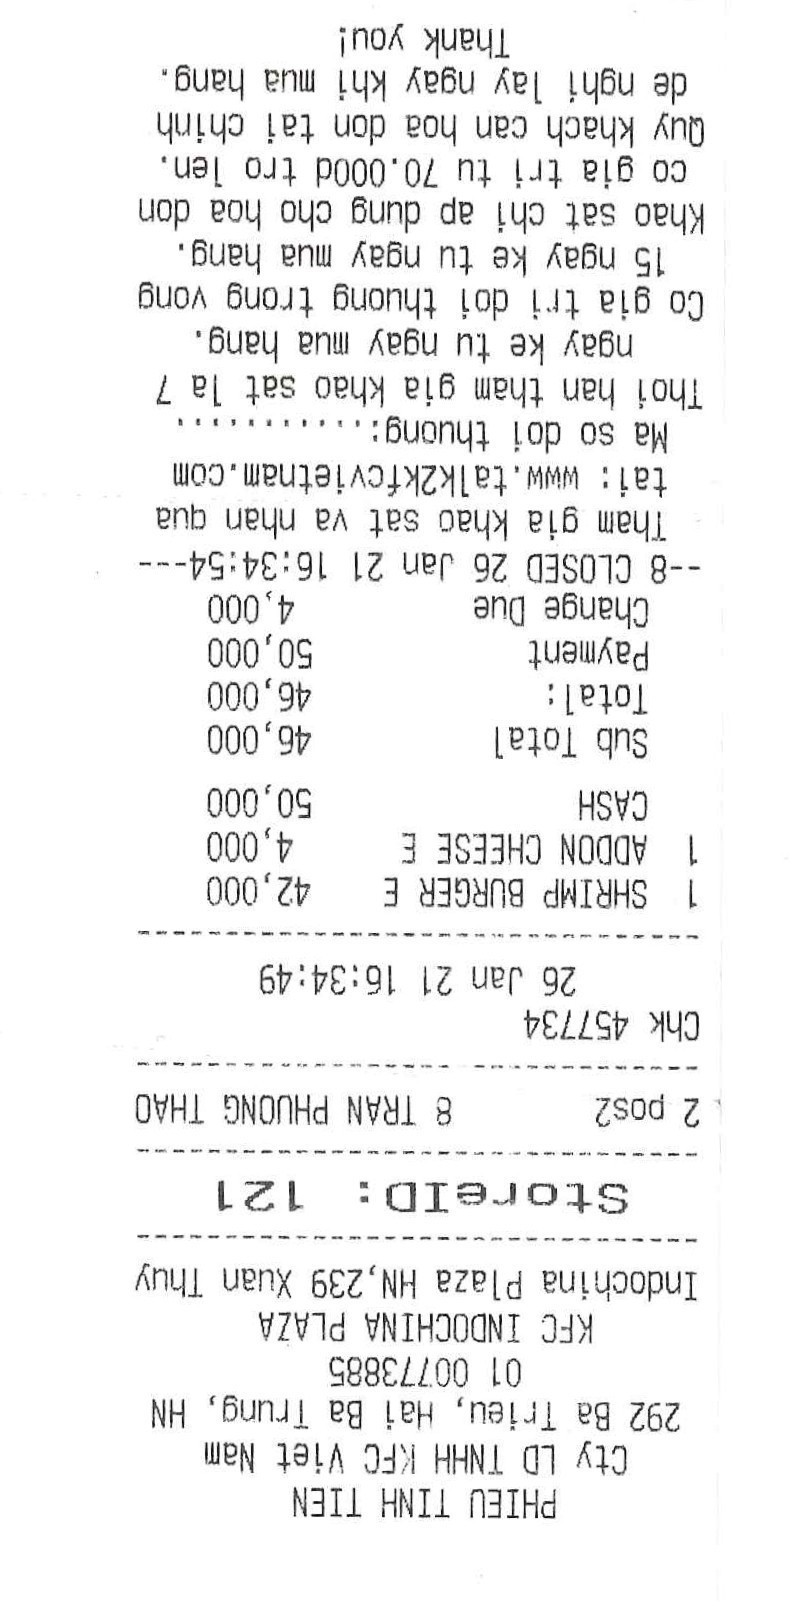 PHIEU TINH TIEN
Cty LD TNHH KFC Viet Nam
292 Ba Trieu, Hai Ba Trung, HN
01 00773885
KFC INDOCHINA PLAZA
Indochina Plaza HN,239 Xuan Thuy
--------------------------------
StoreID: 121
--------------------------------
2 pos2 8 TRAN PHUONG THAO
--------------------------------
Chk 457734
26 Jan 21 16:34:49
--------------------------------
1 SHRIMP BURGER E 42,000
1 ADDON CHEESE E 4,000
CASH 50,000
Sub Total 46,000
Total: 46,000
Payment 50,000
Change Due 4,000
--8 CLOSED 26 Jan 21 16:34:54---
Tham gia khao sat va nhan qua
tai: www.talk2kfcvietnam.com
Ma so doi thuong:...........
Thoi han tham gia khao sat la 7
ngay ke tu ngay mua hang.
Co gia tri doi thuong trong vong
15 ngay ke tu ngay mua hang.
Khao sat chi ap dung cho hoa don
co gia tri tu 70.000d tro len.
Quy khach can hoa don tai chinh
de nghi lay ngay khi mua hang.
Thank you!